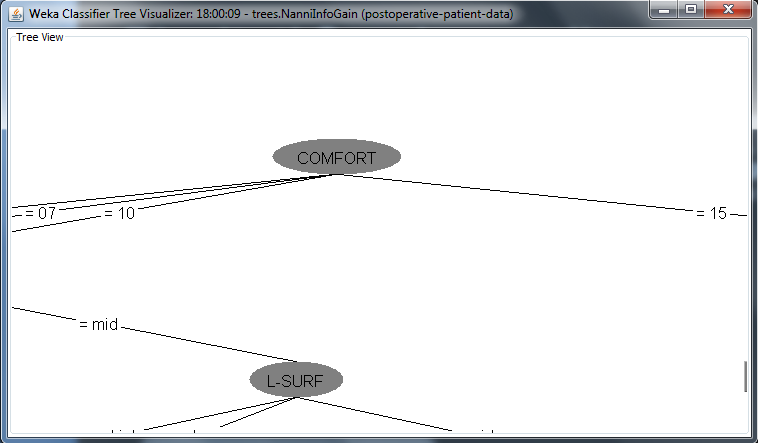 Weka Classifier Tree Visualizer: 18:00:09 - trees.NanniInfoGain (postoperative-patient-data)
Tree View
COMFORT
= 07
= 10
= 15
= mid
L-SURF